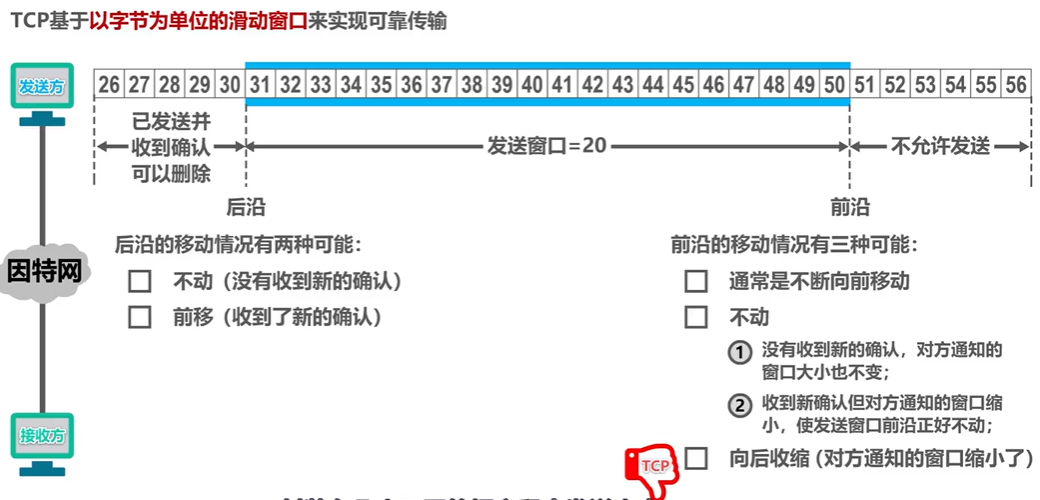 TCP基于以字节为单位的滑动窗口来实现可靠传输
发送方
26 27 28 29 30 31 32 33 34 35 36 37 38 39 40 41 42 43 44 45 46 47 48 49 50 51 52 53 54 55 56
已发送并
收到确认
可以删除
发送窗口=20
不允许发送
后沿
前沿
因特网
后沿的移动情况有两种可能：
不动（没有收到新的确认）
前移（收到了新的确认）
前沿的移动情况有三种可能：
通常是不断向前移动
不动
1 没有收到新的确认，对方通知的
窗口大小也不变；
2 收到新确认但对方通知的窗口缩
小，使发送窗口前沿正好不动；
接收方
TCP
向后收缩 (对方通知的窗口缩小了)